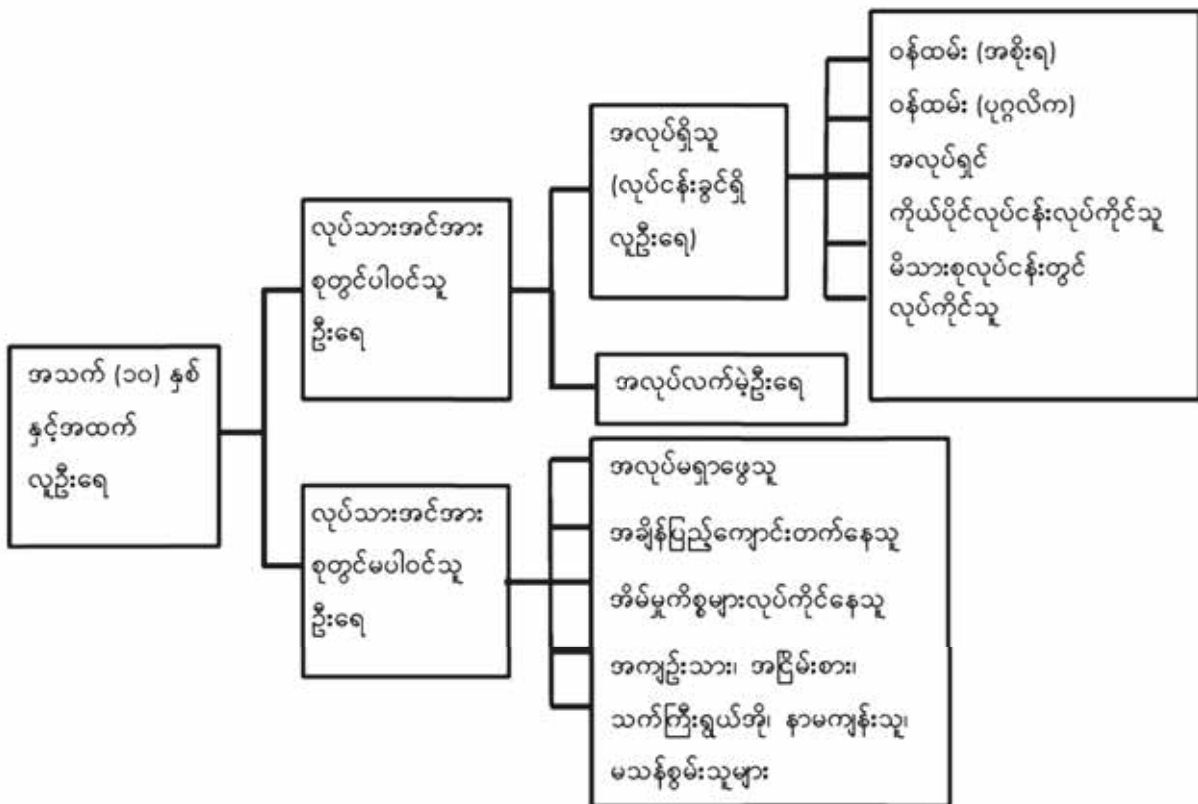 အသက် (၁၀) နှစ်
နှင့်အထက်
လူဦးရေ
လုပ်သားအင်အား
စုတွင်ပါဝင်သူ
ဦးရေ
အလုပ်ရှိသူ
(လုပ်ငန်းခွင်ရှိ
လူဦးရေ)
ဝန်ထမ်း (အစိုးရ)
ဝန်ထမ်း (ပုဂ္ဂလိက)
အလုပ်ရှင်
ကိုယ်ပိုင်လုပ်ငန်းလုပ်ကိုင်သူ
မိသားစုလုပ်ငန်းတွင်
လုပ်ကိုင်သူ
အလုပ်လက်မဲ့ဦးရေ
လုပ်သားအင်အား
စုတွင်မပါဝင်သူ
ဦးရေ
အလုပ်မရှာဖွေသူ
အချိန်ပြည့်ကျောင်းတက်နေသူ
အိမ်မှုကိစ္စများလုပ်ကိုင်နေသူ
အကျဉ်းသား၊ အငြိမ်းစား၊
သက်ကြီးရွယ်အို၊ နာမကျန်းသူ၊
မသန်စွမ်းသူများ